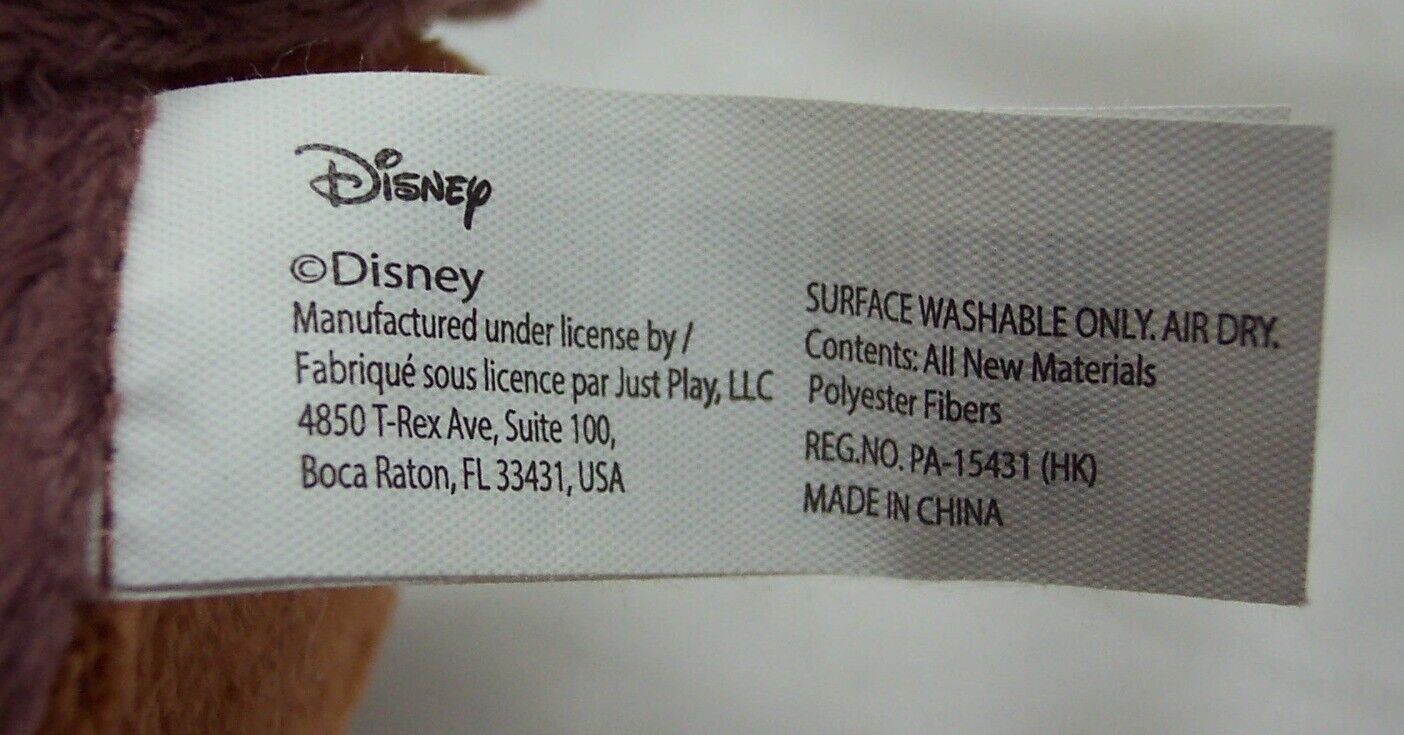 Disney
©Disney
Manufactured under license by /
Fabriqué sous licence par Just Play, LLC
4850 T-Rex Ave, Suite 100,
Boca Raton, FL 33431, USA
SURFACE WASHABLE ONLY. AIR DRY.
Contents: All New Materials
Polyester Fibers
REG.NO. PA-15431 (HK)
MADE IN CHINA